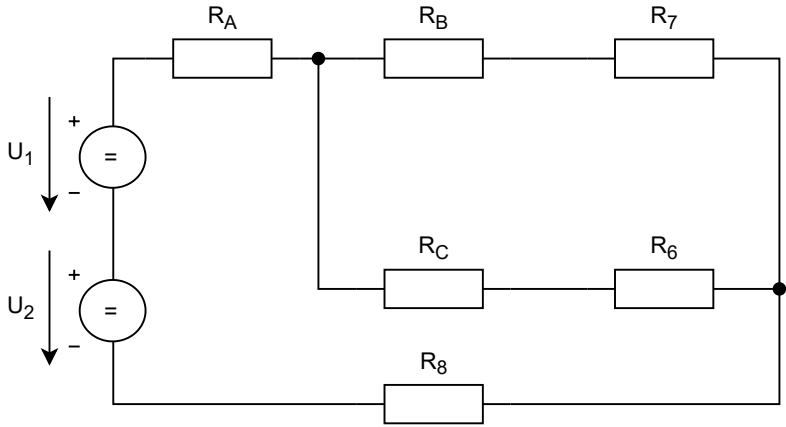 R_A
R_B
R_7
+
U_1
=
−
+
R_C
R_6
U_2
=
−
R_8